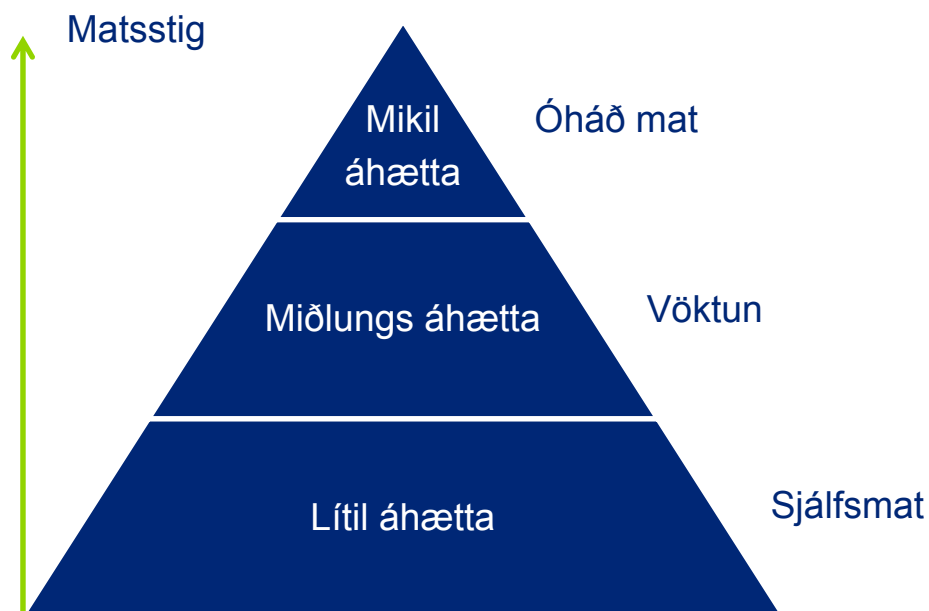 Matsstig
Mikil
áhætta
Óháð mat
Miðlungs áhætta
Vöktun
Lítil áhætta
Sjálfsmat